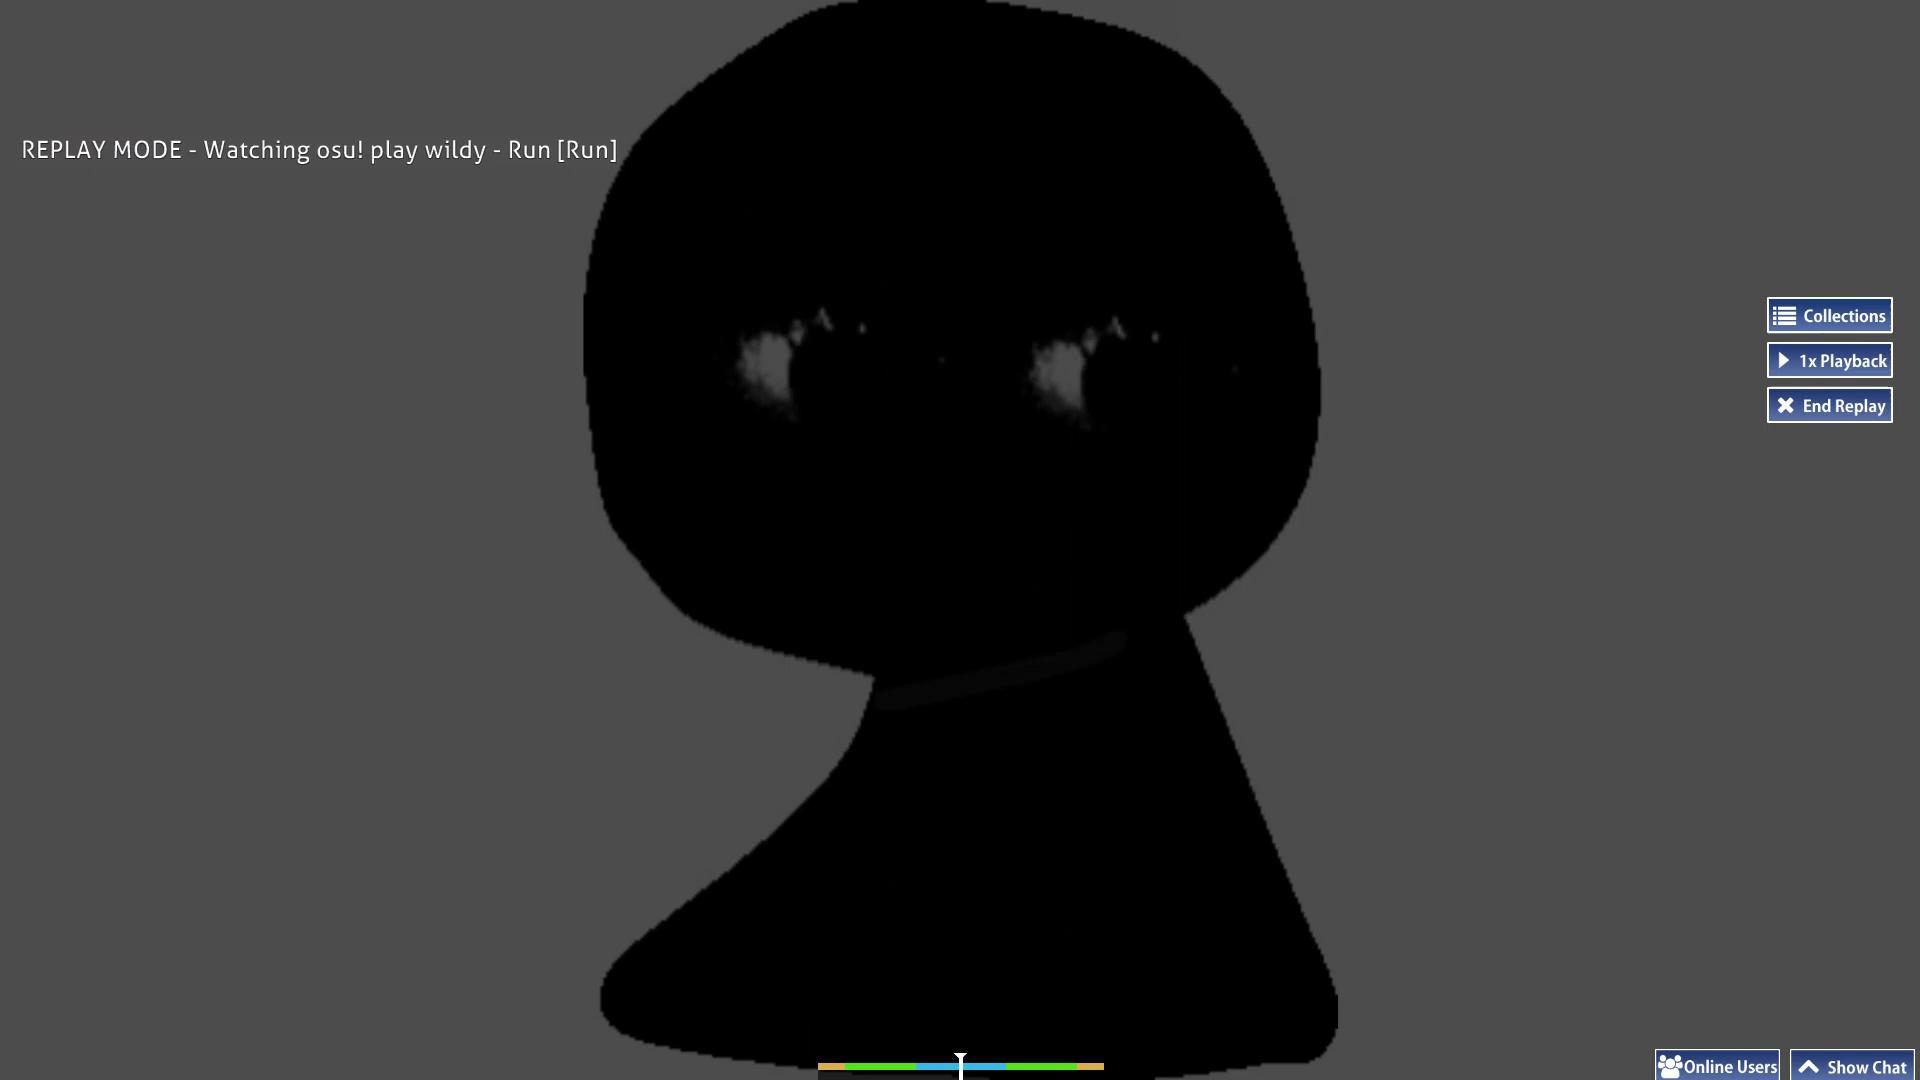 REPLAY MODE - Watching osu! play wildy - Run [Run]
Collections
1x Playback
End Replay
Online Users
Show Chat